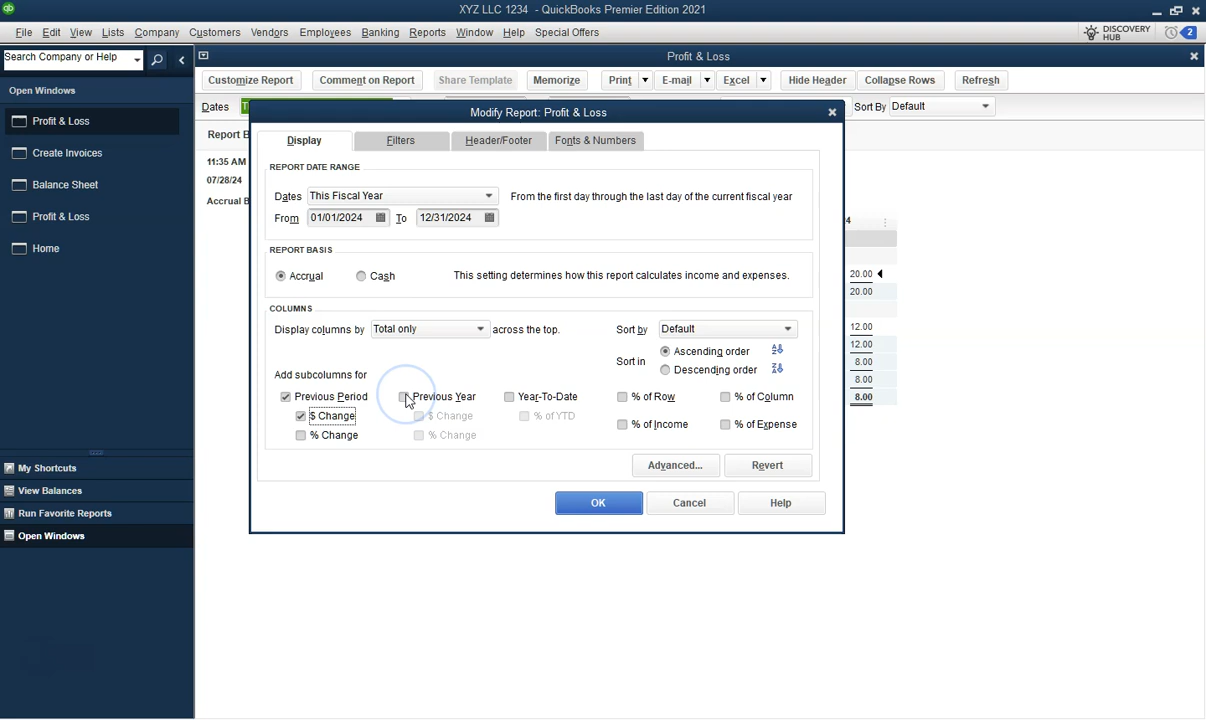 qb XYZ LLC 1234 - QuickBooks Premier Edition 2021
File Edit View Lists Company Customers Vendors Employees Banking Reports Window Help Special Offers DISCOVERY HUB 2
Search Company or Help
Profit & Loss
Customize Report Comment on Report Share Template Memorize Print E-mail Excel Hide Header Collapse Rows Refresh
Open Windows
Dates T Sort By Default
Profit & Loss
Create Invoices
Balance Sheet
Profit & Loss
Home
Report B
11:35 AM
07/28/24
Accrual B
Modify Report: Profit & Loss
Display Filters Header/Footer Fonts & Numbers
REPORT DATE RANGE
Dates This Fiscal Year From the first day through the last day of the current fiscal year
From 01/01/2024 To 12/31/2024
REPORT BASIS
Accrual Cash This setting determines how this report calculates income and expenses.
COLUMNS
Display columns by Total only across the top. Sort by Default
Sort in Ascending order
Descending order
Add subcolumns for
Previous Period Previous Year Year-To-Date % of Row % of Column
$ Change $ Change % of YTD % of Income % of Expense
% Change % Change
Advanced... Revert
OK Cancel Help
4
20.00
20.00
12.00
12.00
8.00
8.00
8.00
My Shortcuts
View Balances
Run Favorite Reports
Open Windows